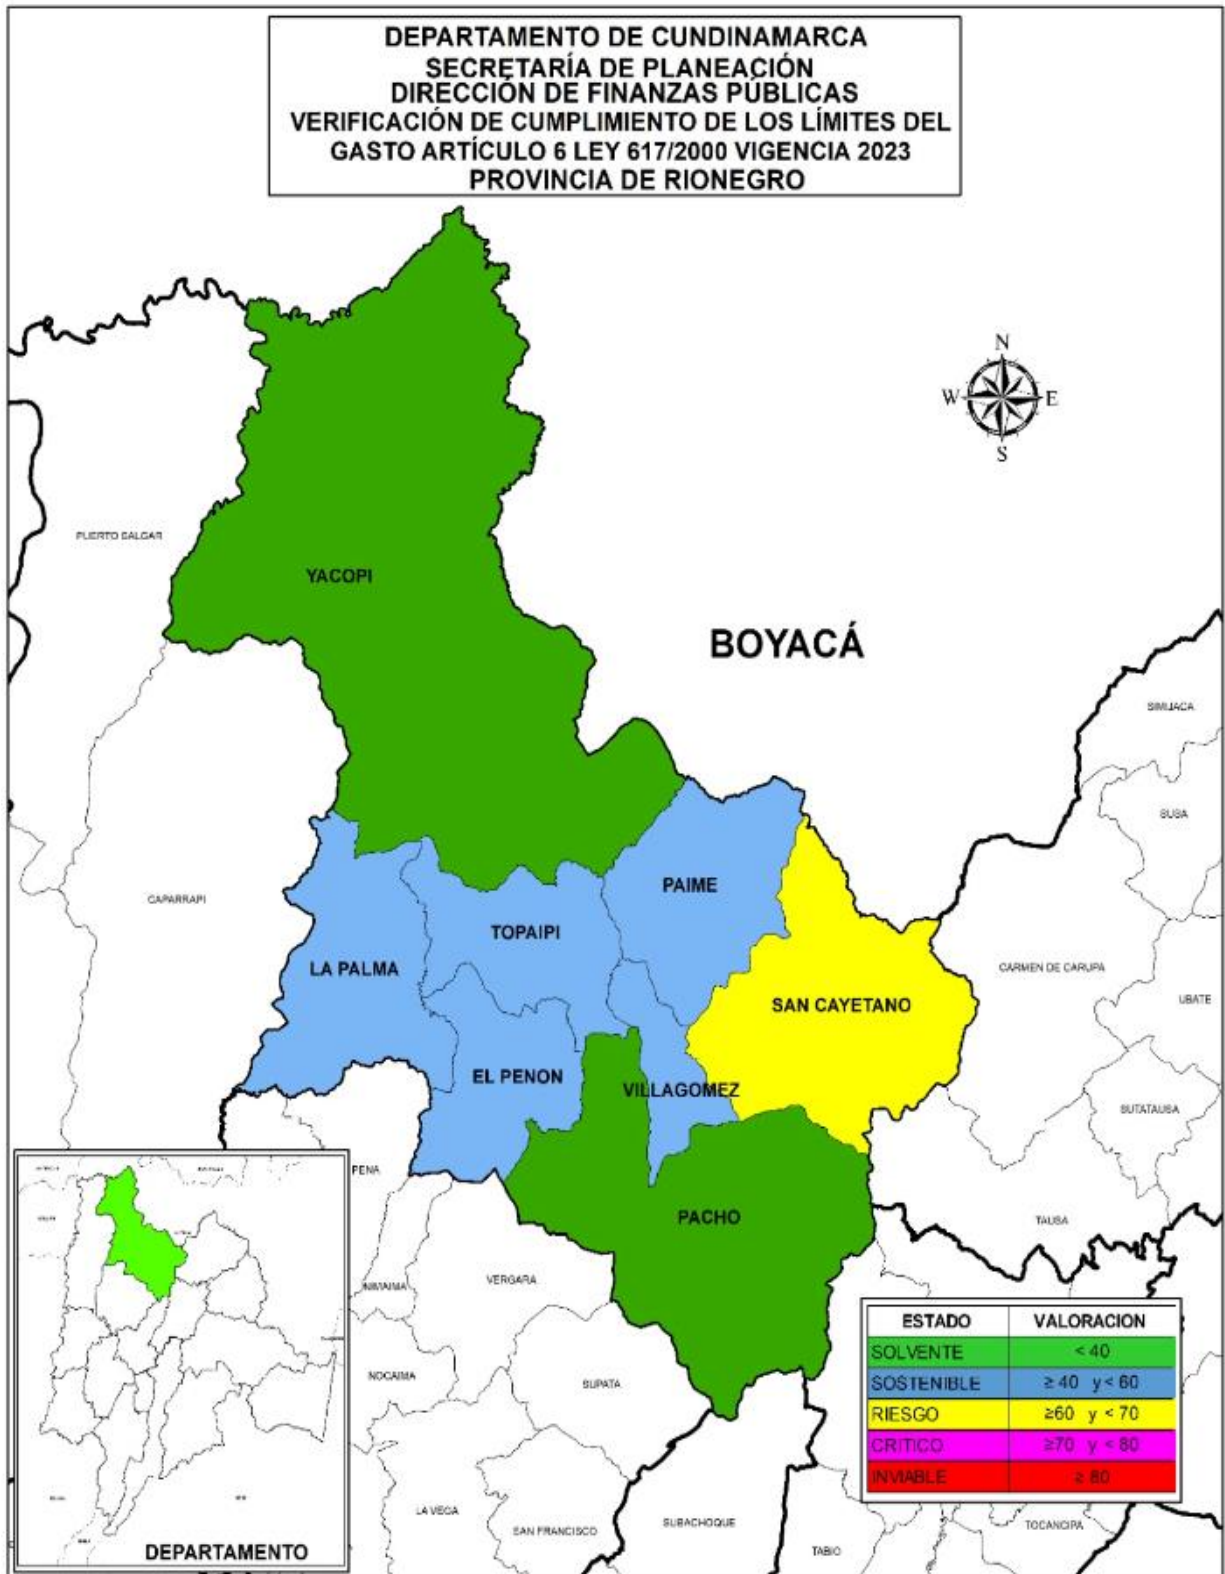 DEPARTAMENTO DE CUNDINAMARCA
SECRETARÍA DE PLANEACIÓN
DIRECCIÓN DE FINANZAS PÚBLICAS
VERIFICACIÓN DE CUMPLIMIENTO DE LOS LÍMITES DEL
GASTO ARTÍCULO 6 LEY 617/2000 VIGENCIA 2023
PROVINCIA DE RIONEGRO
N
W E
S
PUERTO SALGAR
YACOPI
BOYACÁ
SIMIJACA
SUSA
CAPARRAPI
PAIME
TOPAIPI
LA PALMA
CARMEN DE CARUPA
SAN CAYETANO
UBATE
EL PENON
VILLAGOMEZ
SUTATAUSA
PENA
PACHO
TAUSA
VERGARA
NIMAIMA
NOCAIMA
SUPATA
ESTADO VALORACION
SOLVENTE < 40
SOSTENIBLE ≥ 40 y < 60
RIESGO ≥60 y < 70
CRITICO ≥70 y < 80
INVIABLE ≥ 80
LA VEGA
SAN FRANCISCO
SUBACHOQUE
TABIO
TOCANCIPA
DEPARTAMENTO